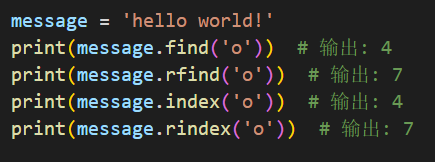 message = 'hello world!'
print(message.find('o'))  # 输出: 4
print(message.rfind('o'))  # 输出: 7
print(message.index('o'))  # 输出: 4
print(message.rindex('o'))  # 输出: 7